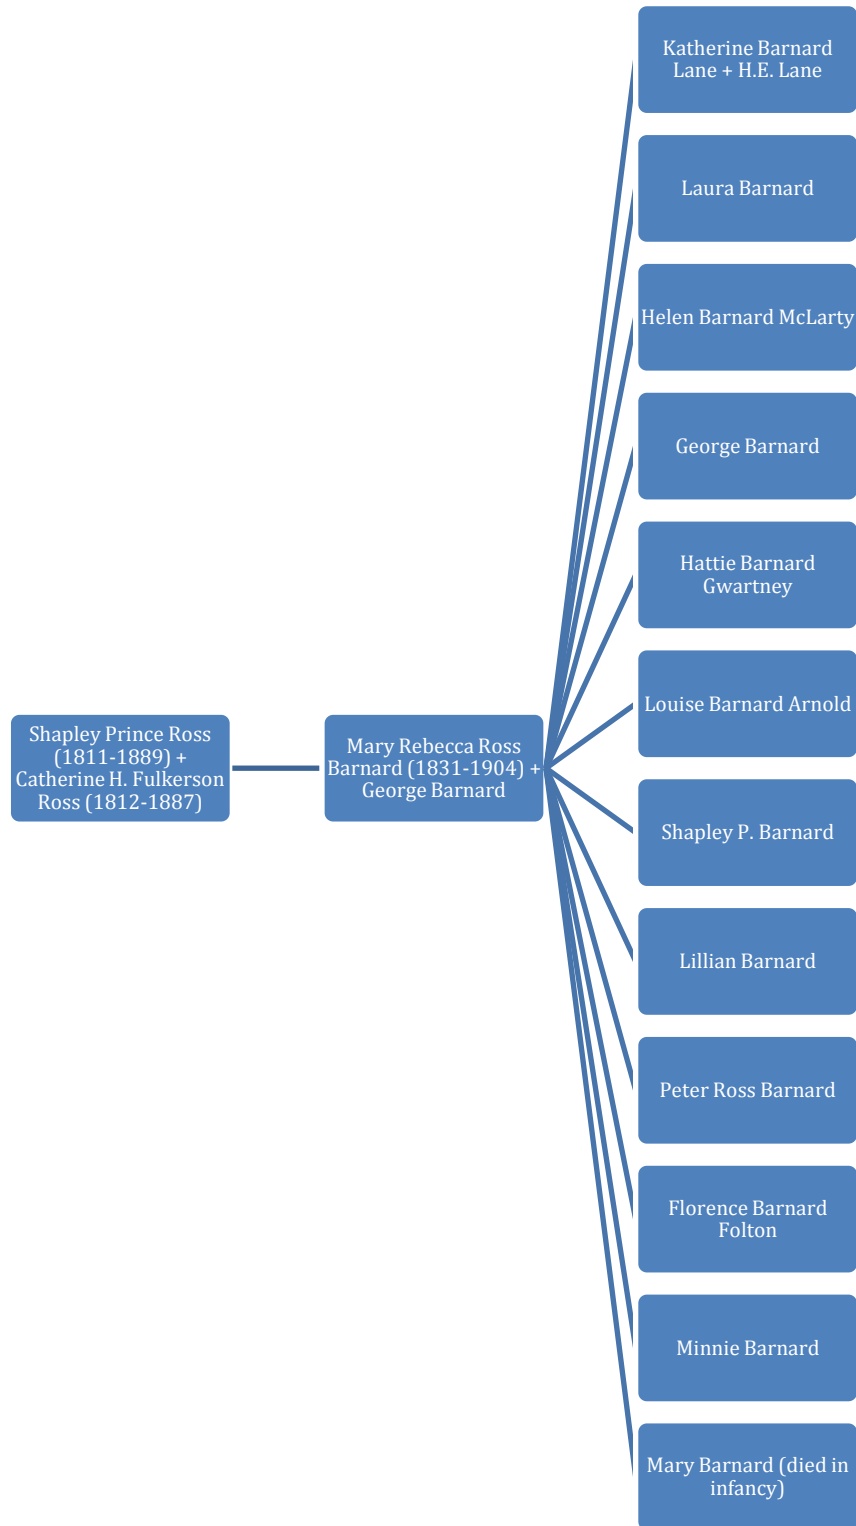 Katherine Barnard
Lane + H.E. Lane
Laura Barnard
Helen Barnard McLarty
George Barnard
Hattie Barnard
Gwartney
Louise Barnard Arnold
Shapley Prince Ross
(1811-1889) +
Catherine H. Fulkerson
Ross (1812-1887)
Mary Rebecca Ross
Barnard (1831-1904) +
George Barnard
Shapley P. Barnard
Lillian Barnard
Peter Ross Barnard
Florence Barnard
Folton
Minnie Barnard
Mary Barnard (died in
infancy)